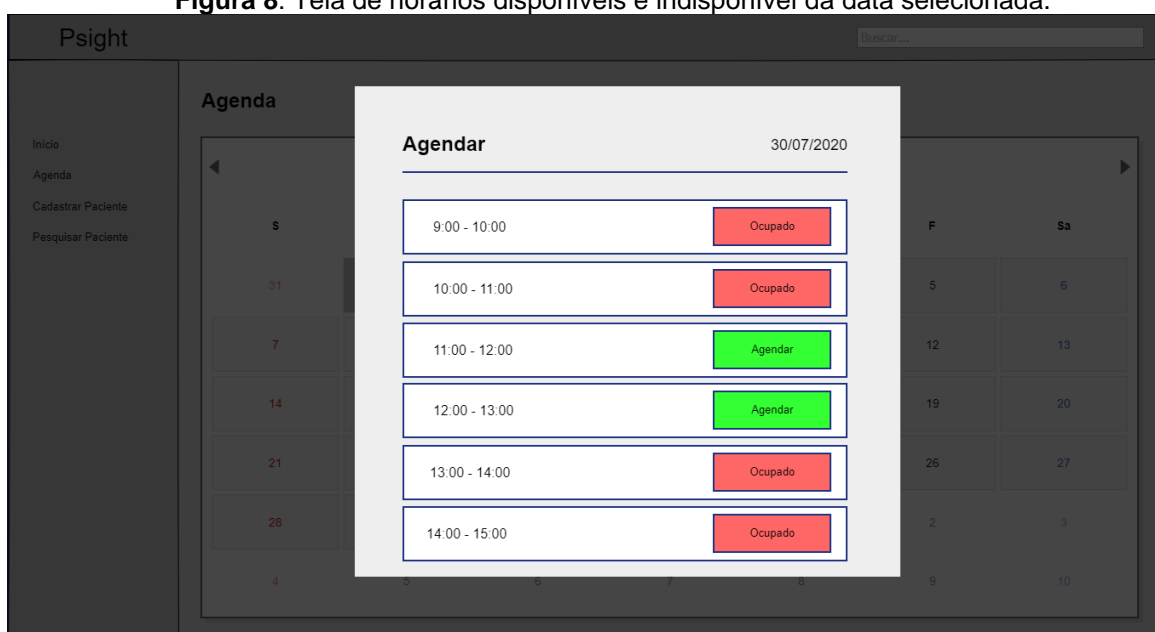 Figura 8. Tela de horários disponíveis e indisponível da data selecionada.
Psight
Buscar...
Agenda
Início
Agenda
Cadastrar Paciente
Pesquisar Paciente
Agendar 30/07/2020
9:00 - 10:00 Ocupado
10:00 - 11:00 Ocupado
11:00 - 12:00 Agendar
12:00 - 13:00 Agendar
13:00 - 14:00 Ocupado
14:00 - 15:00 Ocupado
S F Sa
31 5 6
7 12 13
14 19 20
21 26 27
28 2 3
4 5 6 7 8 9 10